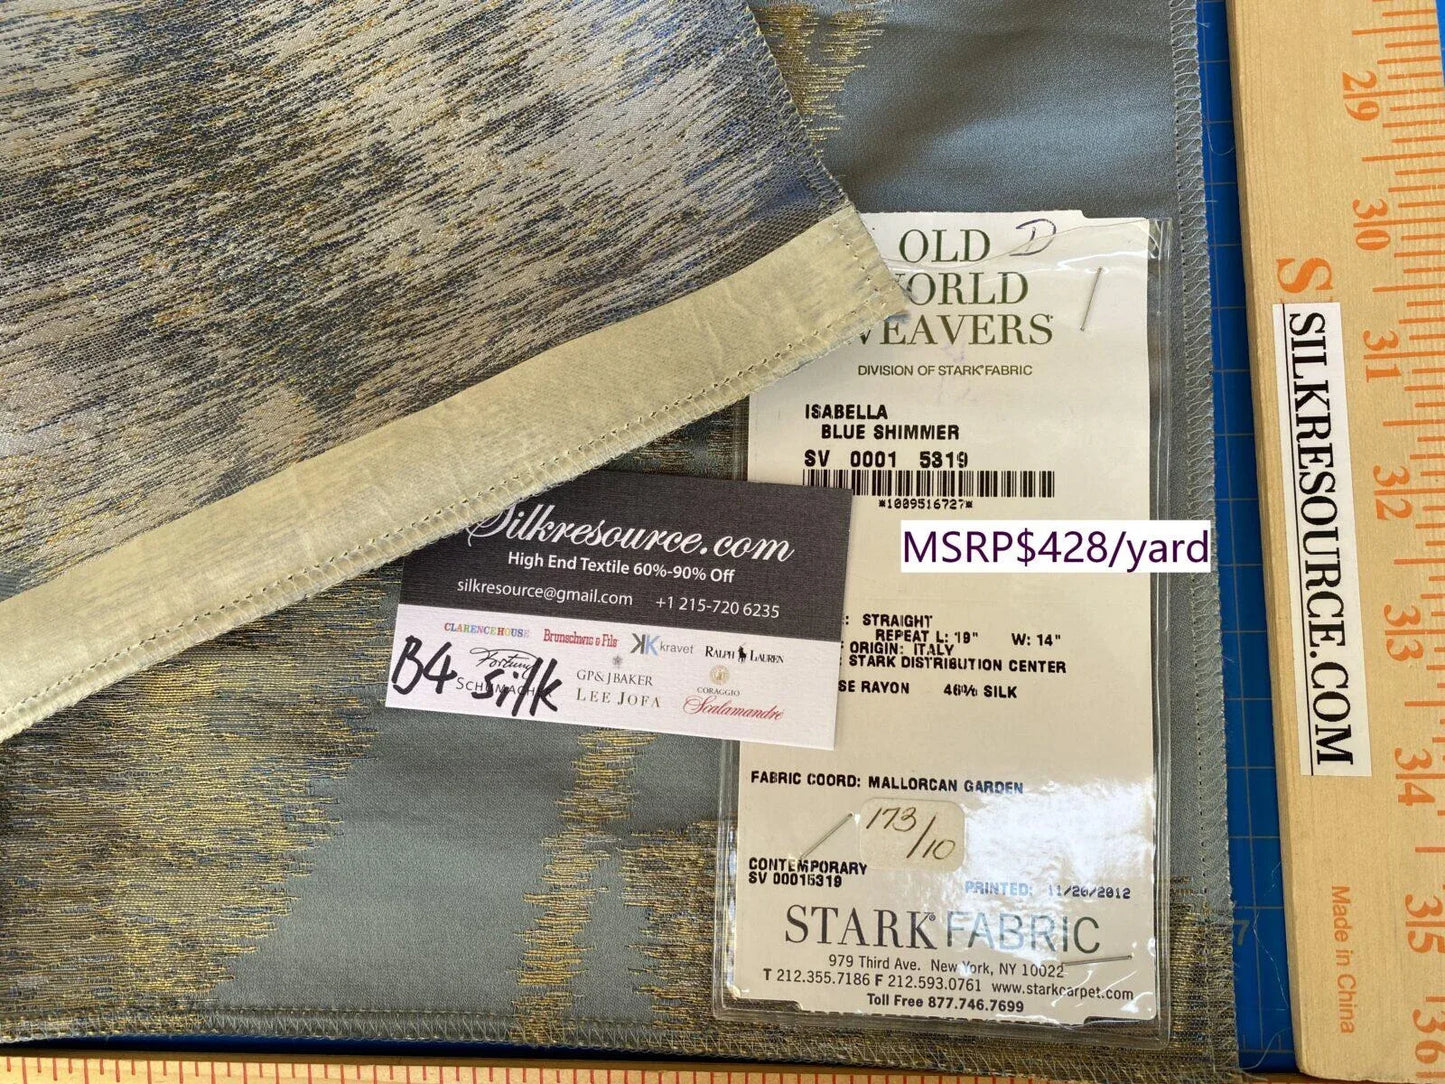 OLD D
WORLD
WEAVERS
DIVISION OF STARK® FABRIC
ISABELLA
BLUE SHIMMER
SV 0001 5319
*1009516727*
MSRP$428/yard
: STRAIGHT
REPEAT L: 19" W: 14"
F ORIGIN: ITALY
: STARK DISTRIBUTION CENTER
SE RAYON 46% SILK
FABRIC COORD: MALLORCAN GARDEN
173/10
CONTEMPORARY
SV 00015319
PRINTED: 11/20/2012
STARK® FABRIC
979 Third Ave. New York, NY 10022
T 212.355.7186 F 212.593.0761 www.starkcarpet.com
Toll Free 877.746.7699
Silkresource.com
High End Textile 60%-90% Off
silkresource@gmail.com +1 215-720 6235
CLARENCE HOUSE Brunschwig & Fils kravet RALPH LAUREN
Fortuny GP&JBAKER CORAGGIO
SCHUMACHER LEE JOFA Scalamandre
B4 silk
29
30
S
31
32
33
34
35
36
SILKRESOURCE.COM
Made in China
7